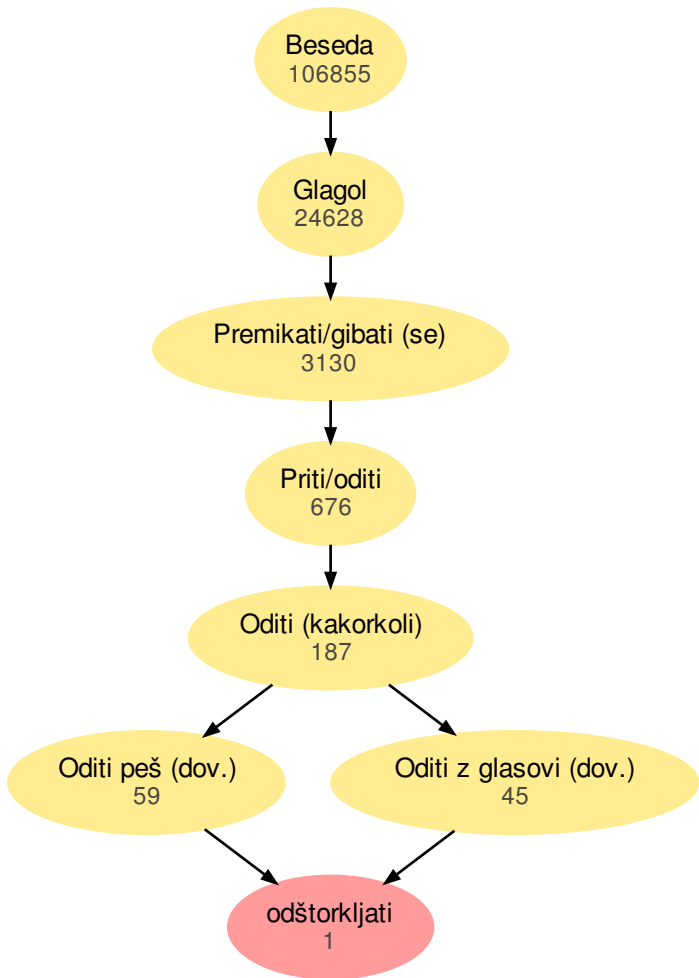 Beseda
106855
Glagol
24628
Premikati/gibati (se)
3130
Priti/oditi
676
Oditi (kakorkoli)
187
Oditi peš (dov.)
59
Oditi z glasovi (dov.)
45
odštorkljati
1